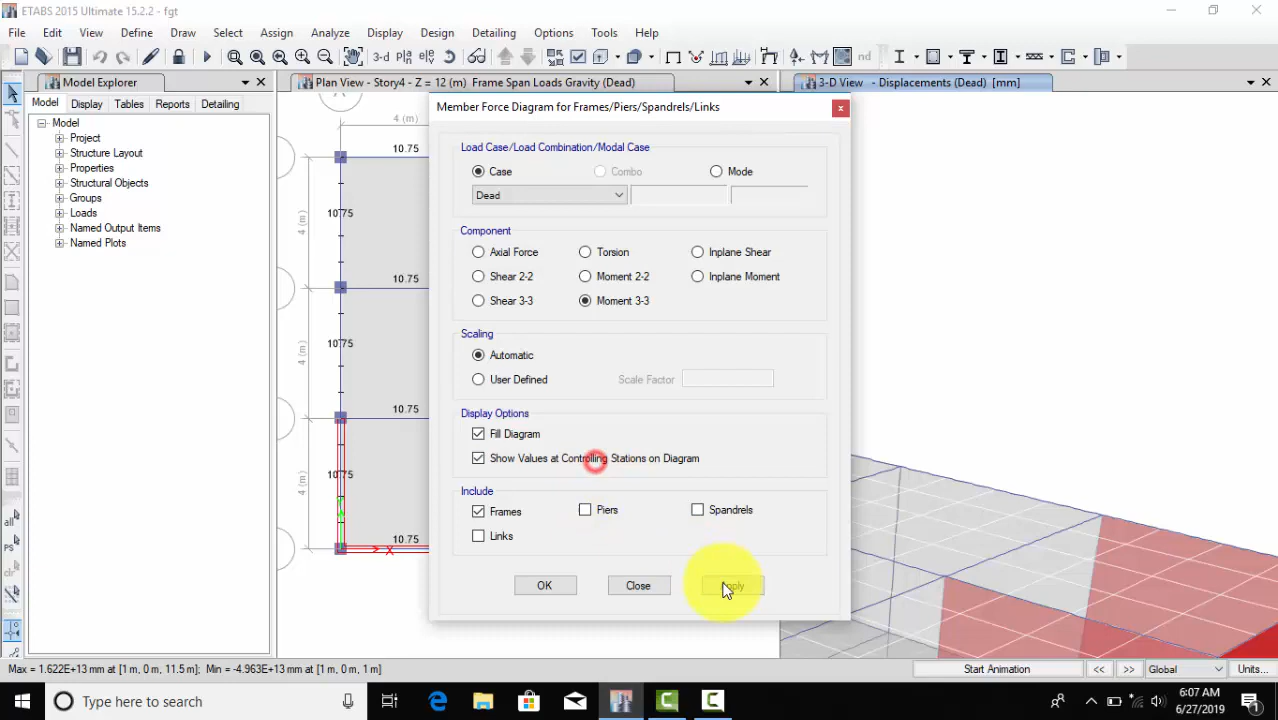 ETABS 2015 Ultimate 15.2.2 - fgt
File Edit View Define Draw Select Assign Analyze Display Design Detailing Options Tools Help
3-d nd
Model Explorer
Plan View - Story4 - Z = 12 (m) Frame Span Loads Gravity (Dead)
3-D View - Displacements (Dead) [mm]
Model Display Tables Reports Detailing
Model
Project
Structure Layout
Properties
Structural Objects
Groups
Loads
Named Output Items
Named Plots
all
PS
clr
4 (m)
10.75
4 (m)
10.75
10.75
4 (m)
10.75
10.75
4 (m)
10.75
10.75
X
Member Force Diagram for Frames/Piers/Spandrels/Links
Load Case/Load Combination/Modal Case
Case Combo Mode
Dead
Component
Axial Force Torsion Inplane Shear
Shear 2-2 Moment 2-2 Inplane Moment
Shear 3-3 Moment 3-3
Scaling
Automatic
User Defined Scale Factor
Display Options
Fill Diagram
Show Values at Controlling Stations on Diagram
Include
Frames Piers Spandrels
Links
OK Close Apply
Max = 1.622E+13 mm at [1 m, 0 m, 11.5 m]; Min = -4.963E+13 mm at [1 m, 0 m, 1 m]
Start Animation << >> Global Units...
Type here to search
6:07 AM
6/27/2019